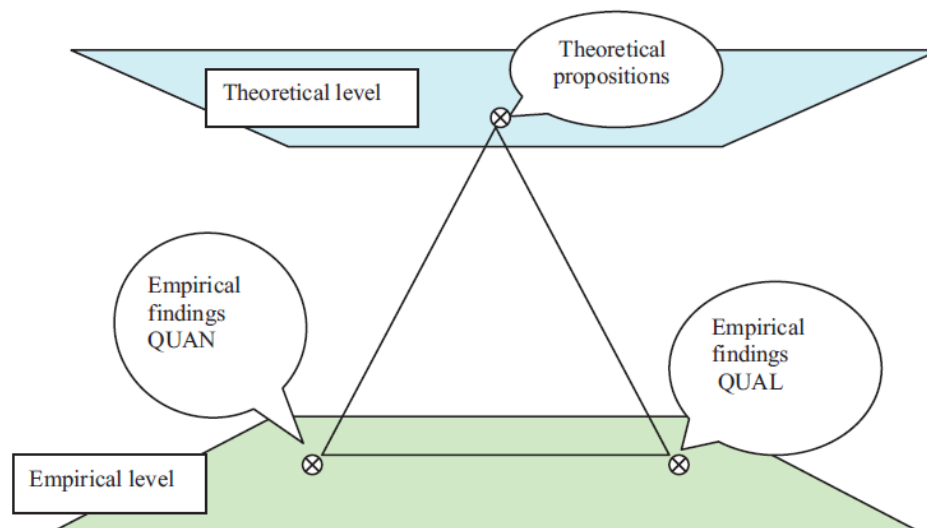 Theoretical
propositions
Theoretical level
Empirical
findings
QUAN
Empirical
findings
QUAL
Empirical level